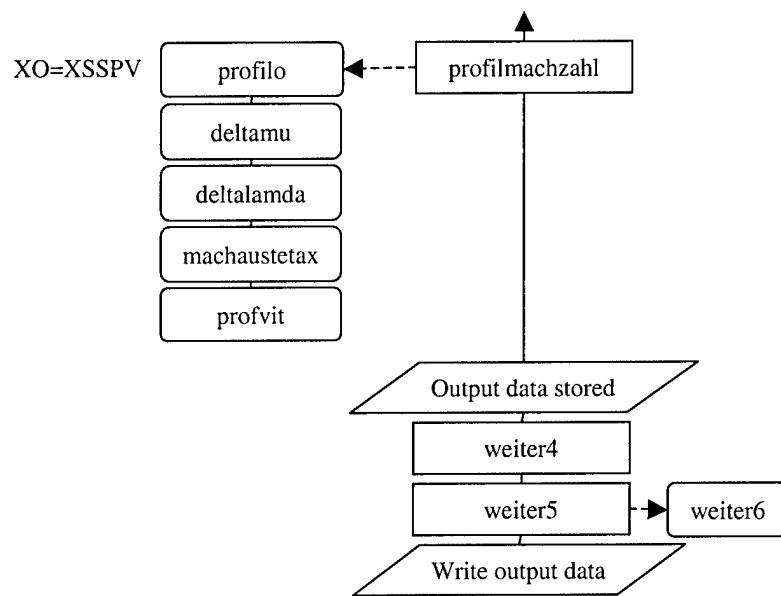 XO=XSSPV
profilo
profilmachzahl
deltamu
deltalamda
machaustetax
profvit
Output data stored
weiter4
weiter5
weiter6
Write output data